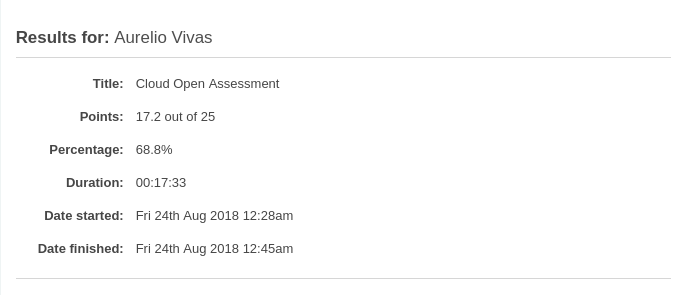 Results for: Aurelio Vivas
Title: Cloud Open Assessment
Points: 17.2 out of 25
Percentage: 68.8%
Duration: 00:17:33
Date started: Fri 24th Aug 2018 12:28am
Date finished: Fri 24th Aug 2018 12:45am